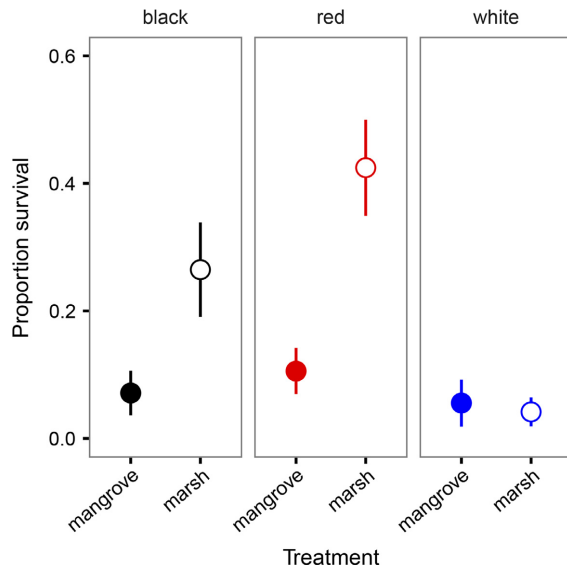 black red white
Proportion survival
0.6
0.4
0.2
0.0
mangrove marsh mangrove marsh mangrove marsh
Treatment